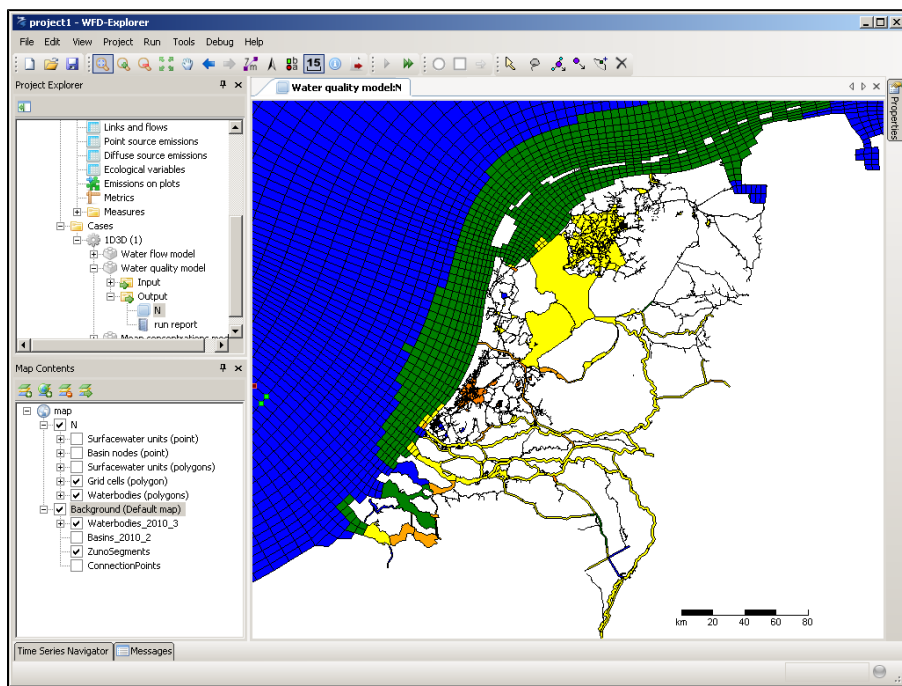 project1 - WFD-Explorer
File Edit View Project Run Tools Debug Help
15
Project Explorer
Links and flows
Point source emissions
Diffuse source emissions
Ecological variables
Emissions on plots
Metrics
Measures
Cases
1D3D (1)
Water flow model
Water quality model
Input
Output
N
run report
Map Contents
map
N
Surfacewater units (point)
Basin nodes (point)
Surfacewater units (polygons)
Grid cells (polygon)
Waterbodies (polygons)
Background (Default map)
Waterbodies_2010_3
Basins_2010_2
ZunoSegments
ConnectionPoints
Water quality model:N
Properties
km 20 40 60 80
Time Series Navigator Messages